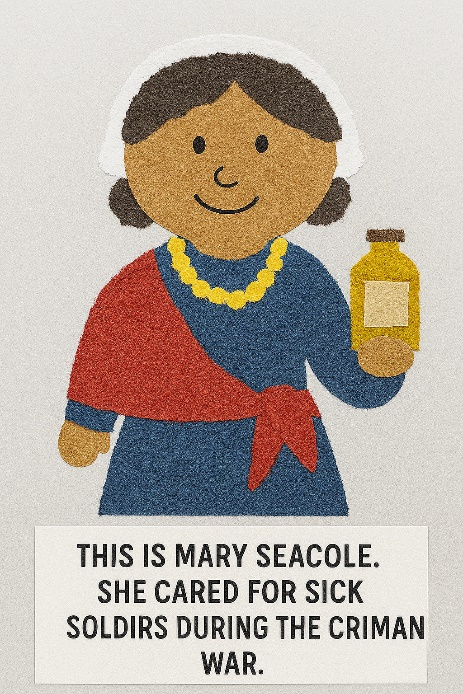 THIS IS MARY SEACOLE.
SHE CARED FOR SICK
SOLDIRS DURING THE CRIMAN
WAR.